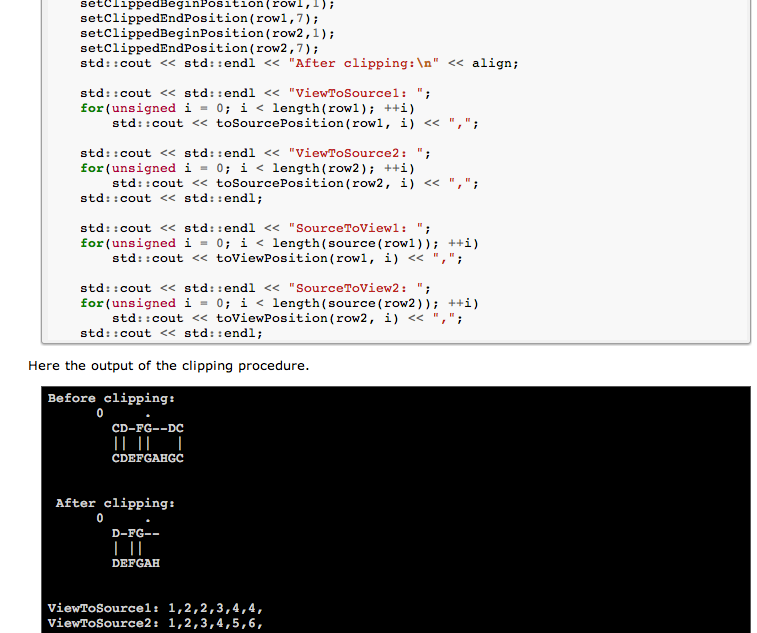 setClippedBeginPosition(row1,1);
setClippedEndPosition(row1,7);
setClippedBeginPosition(row2,1);
setClippedEndPosition(row2,7);
std::cout << std::endl << "After clipping:\n" << align;
std::cout << std::endl << "ViewToSource1: ";
for(unsigned i = 0; i < length(row1); ++i)
std::cout << toSourcePosition(row1, i) << ",";
std::cout << std::endl << "ViewToSource2: ";
for(unsigned i = 0; i < length(row2); ++i)
std::cout << toSourcePosition(row2, i) << ",";
std::cout << std::endl;
std::cout << std::endl << "SourceToView1: ";
for(unsigned i = 0; i < length(source(row1)); ++i)
std::cout << toViewPosition(row1, i) << ",";
std::cout << std::endl << "SourceToView2: ";
for(unsigned i = 0; i < length(source(row2)); ++i)
std::cout << toViewPosition(row2, i) << ",";
std::cout << std::endl;
Here the output of the clipping procedure.
Before clipping:
0     .
CD-FG--DC
|| ||   |
CDEFGAHGC
After clipping:
0     .
D-FG--
| ||
DEFGAH
ViewToSource1: 1,2,2,3,4,4,
ViewToSource2: 1,2,3,4,5,6,